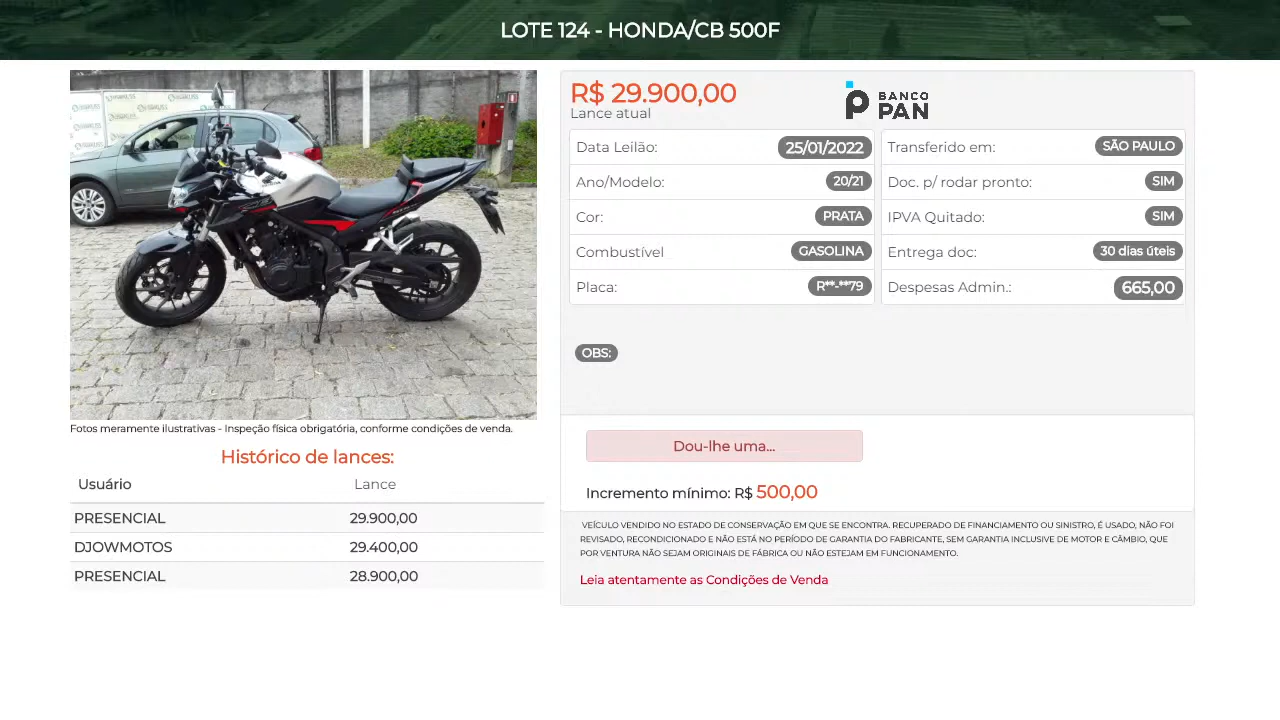 LOTE 124 - HONDA/CB 500F
R$ 29.900,00
Lance atual
BANCO
PAN
Data Leilão: 25/01/2022
Transferido em: SÃO PAULO
Ano/Modelo: 20/21
Doc. p/ rodar pronto: SIM
Cor: PRATA
IPVA Quitado: SIM
Combustível GASOLINA
Entrega doc: 30 dias úteis
Placa: R**-**79
Despesas Admin.: 665,00
OBS:
Fotos meramente ilustrativas - Inspeção física obrigatória, conforme condições de venda.
Histórico de lances:
Usuário Lance
PRESENCIAL 29.900,00
DJOWMOTOS 29.400,00
PRESENCIAL 28.900,00
Dou-lhe uma...
Incremento mínimo: R$ 500,00
VEÍCULO VENDIDO NO ESTADO DE CONSERVAÇÃO EM QUE SE ENCONTRA. RECUPERADO DE FINANCIAMENTO OU SINISTRO, É USADO, NÃO FOI
REVISADO, RECONDICIONADO E NÃO ESTÁ NO PERÍODO DE GARANTIA DO FABRICANTE, SEM GARANTIA INCLUSIVE DE MOTOR E CÂMBIO, QUE
POR VENTURA NÃO SEJAM ORIGINAIS DE FÁBRICA OU NÃO ESTEJAM EM FUNCIONAMENTO.
Leia atentamente as Condições de Venda